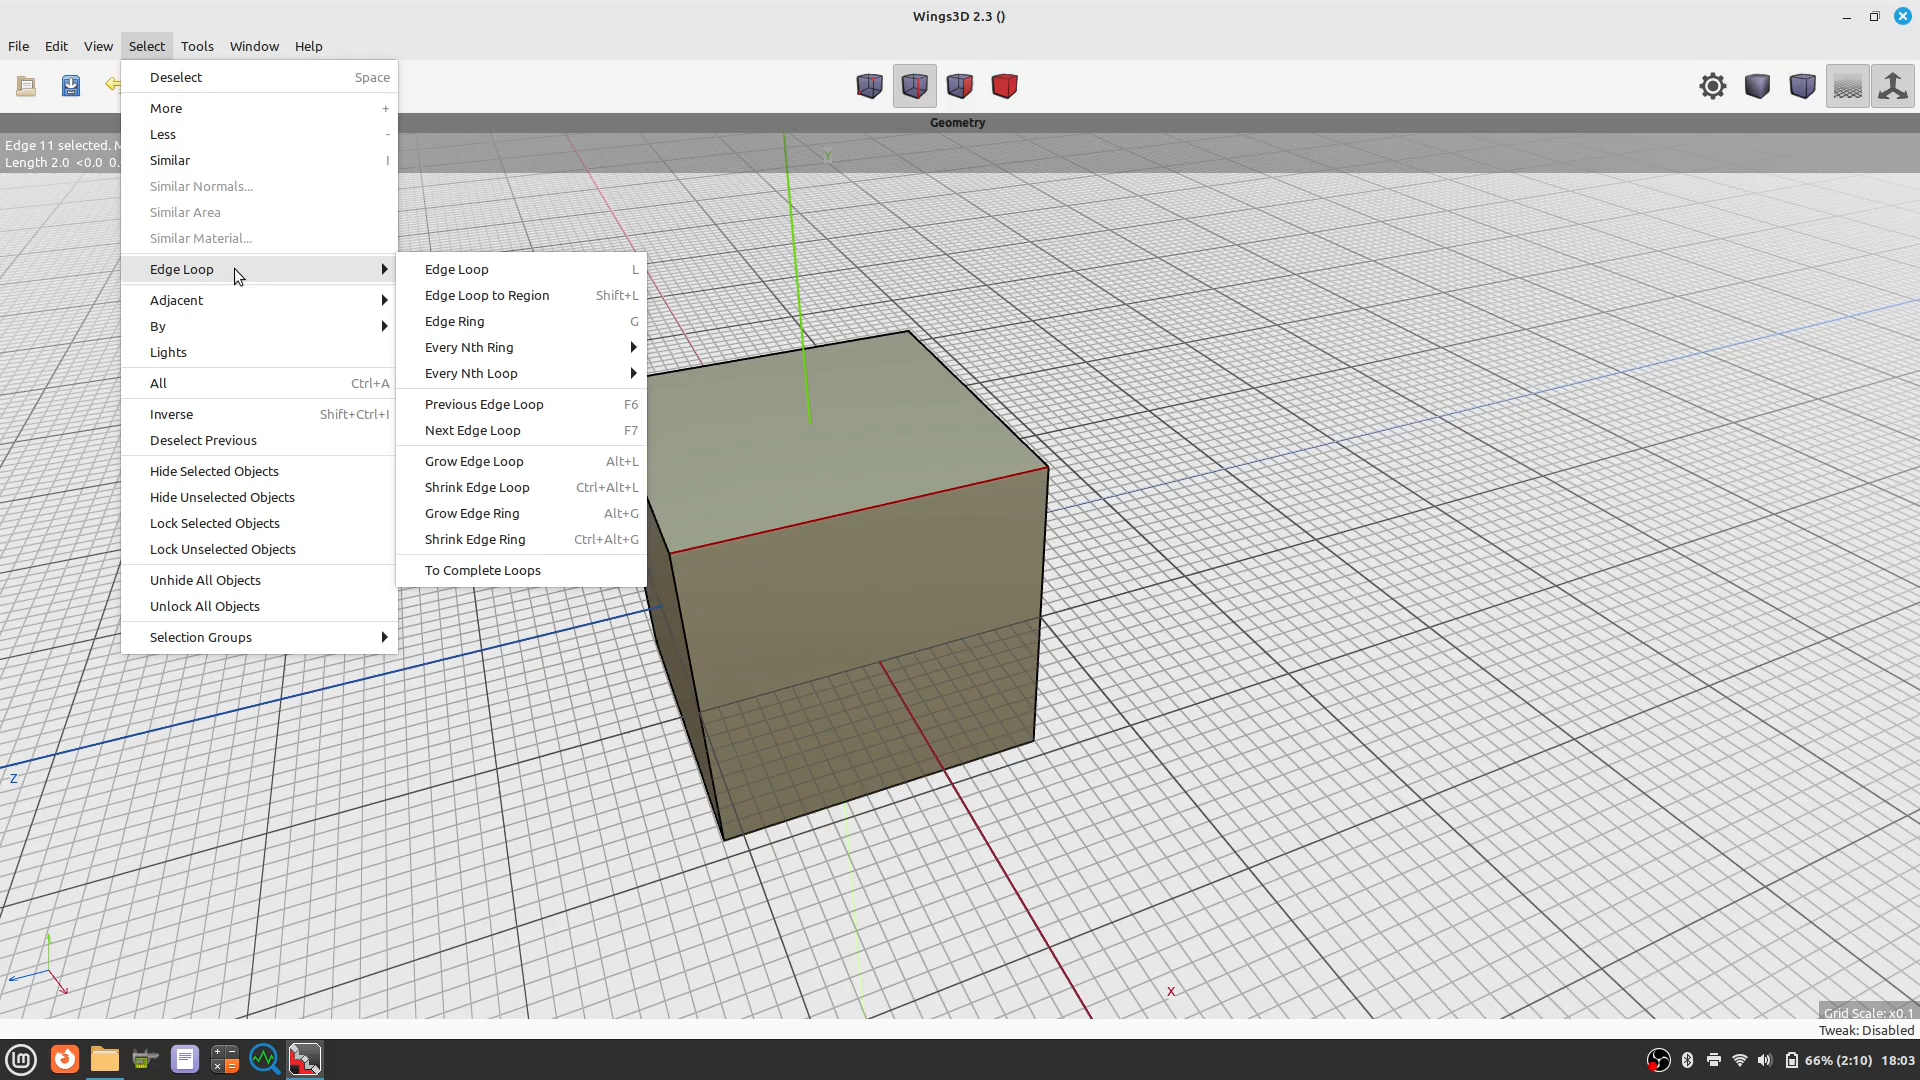 Wings3D 2.3 ()
File Edit View Select Tools Window Help
Geometry
Edge 11 selected. M
Length 2.0 <0.0 0.
Deselect Space
More +
Less -
Similar I
Similar Normals...
Similar Area
Similar Material...
Edge Loop
Adjacent
By
Lights
All Ctrl+A
Inverse Shift+Ctrl+I
Deselect Previous
Hide Selected Objects
Hide Unselected Objects
Lock Selected Objects
Lock Unselected Objects
Unhide All Objects
Unlock All Objects
Selection Groups
Edge Loop L
Edge Loop to Region Shift+L
Edge Ring G
Every Nth Ring
Every Nth Loop
Previous Edge Loop F6
Next Edge Loop F7
Grow Edge Loop Alt+L
Shrink Edge Loop Ctrl+Alt+L
Grow Edge Ring Alt+G
Shrink Edge Ring Ctrl+Alt+G
To Complete Loops
Y
Z
X
Grid Scale: x0.1
Tweak: Disabled
66% (2:10) 18:03